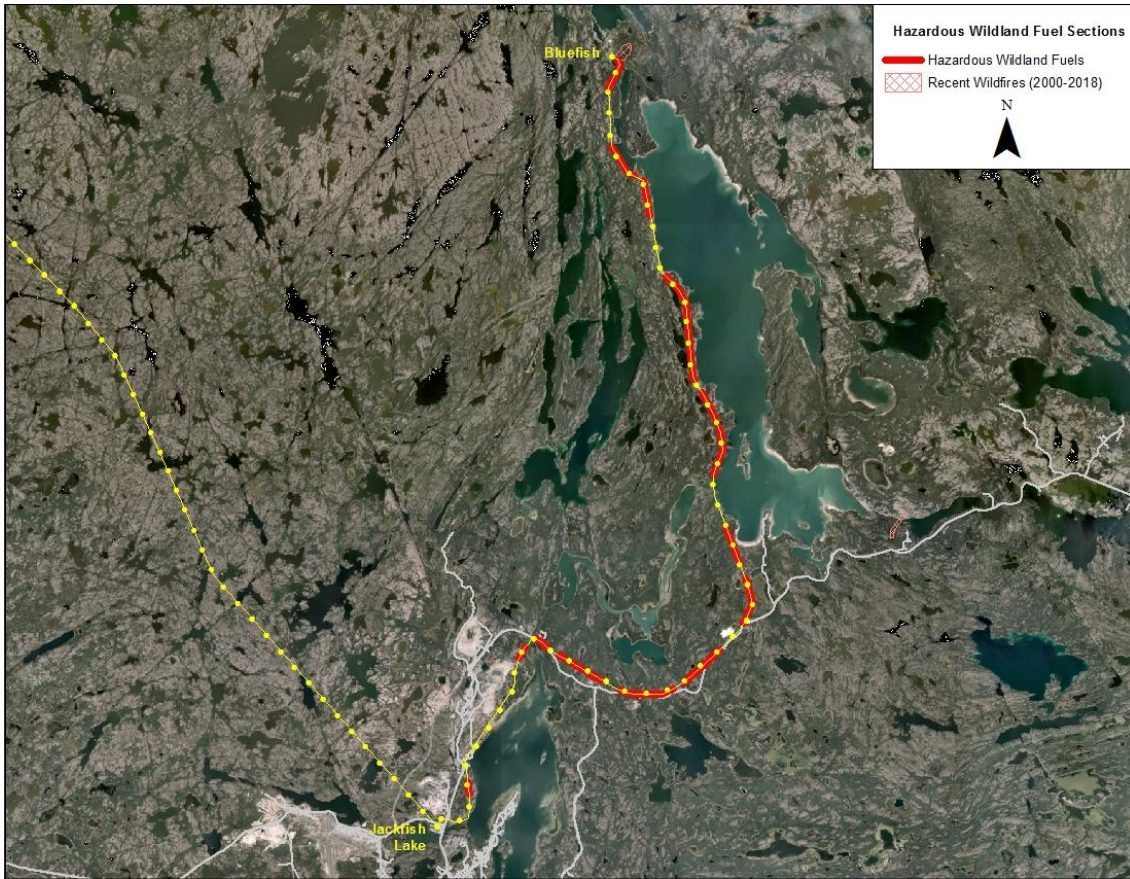 Hazardous Wildland Fuel Sections
Hazardous Wildland Fuels
Recent Wildfires (2000-2018)
N
Bluefish
Jackfish
Lake